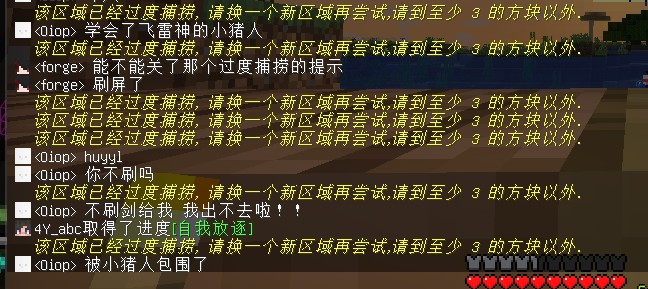 该区域已经过度捕捞,请换一个新区域再尝试,请到至少 3 的方块以外.
<Oiop> 学会了飞雷神的小猪人
该区域已经过度捕捞,请换一个新区域再尝试,请到至少 3 的方块以外.
<forge> 能不能关了那个过度捕捞的提示
<forge> 刷屏了
该区域已经过度捕捞,请换一个新区域再尝试,请到至少 3 的方块以外.
该区域已经过度捕捞,请换一个新区域再尝试,请到至少 3 的方块以外.
该区域已经过度捕捞,请换一个新区域再尝试,请到至少 3 的方块以外.
<Oiop> huyyl
<Oiop> 你不刷吗
该区域已经过度捕捞,请换一个新区域再尝试,请到至少 3 的方块以外.
<Oiop> 不刷剑给我 我出不去啦！！
4Y_abc取得了进度[自我放逐]
该区域已经过度捕捞,请换一个新区域再尝试,请到至少 3 的方块以外.
<Oiop> 被小猪人包围了